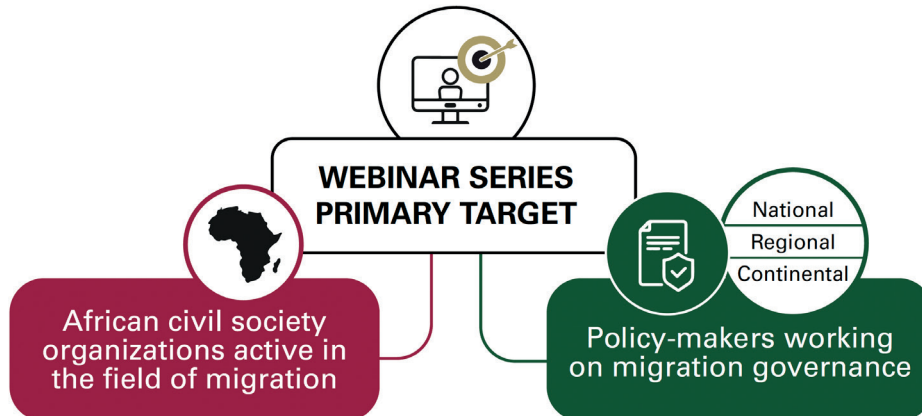 WEBINAR SERIES
PRIMARY TARGET
African civil society
organizations active in
the field of migration
National
Regional
Continental
Policy-makers working
on migration governance